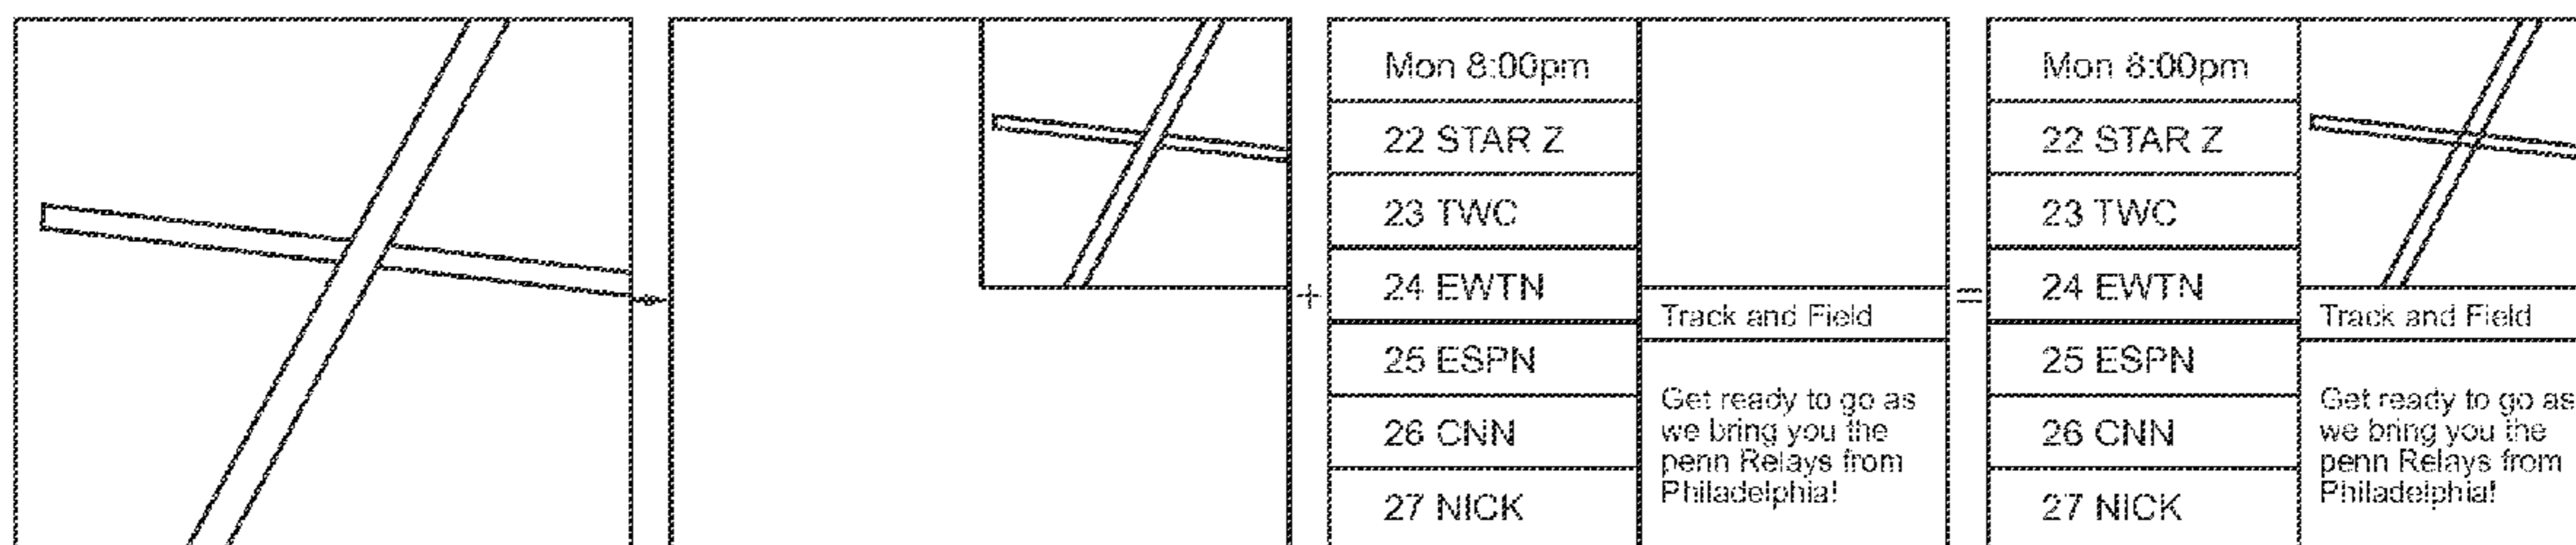 Mon 8:00pm
22 STAR Z
23 TWC
24 EWTN
25 ESPN
26 CNN
27 NICK
Track and Field
Get ready to go as
we bring you the
penn Relays from
Philadelphia!
+
=
Mon 8:00pm
22 STAR Z
23 TWC
24 EWTN
25 ESPN
26 CNN
27 NICK
Track and Field
Get ready to go as
we bring you the
penn Relays from
Philadelphia!